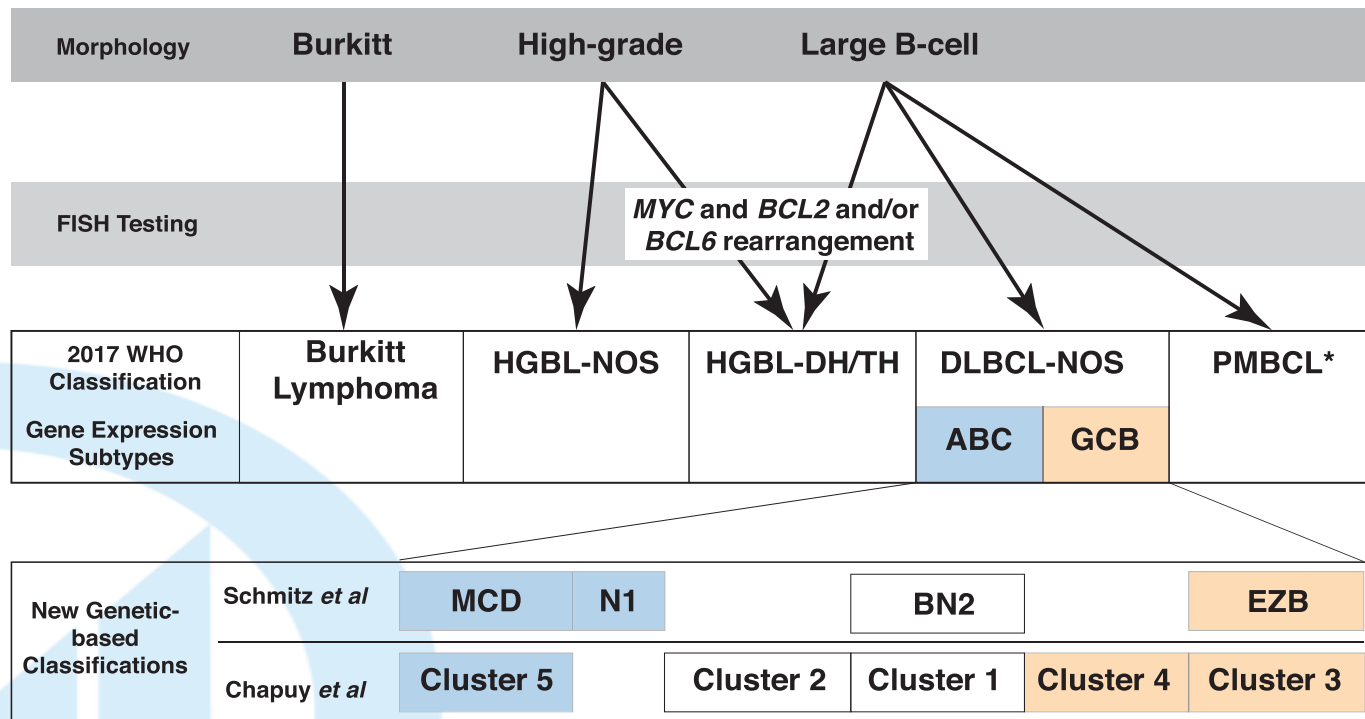 Morphology Burkitt High-grade Large B-cell
FISH Testing
MYC and BCL2 and/or
BCL6 rearrangement
2017 WHO
Classification
Gene Expression
Subtypes
Burkitt
Lymphoma
HGBL-NOS
HGBL-DH/TH
DLBCL-NOS
ABC GCB
PMBCL*
New Genetic-
based
Classifications
Schmitz et al MCD N1 BN2 EZB
Chapuy et al Cluster 5 Cluster 2 Cluster 1 Cluster 4 Cluster 3